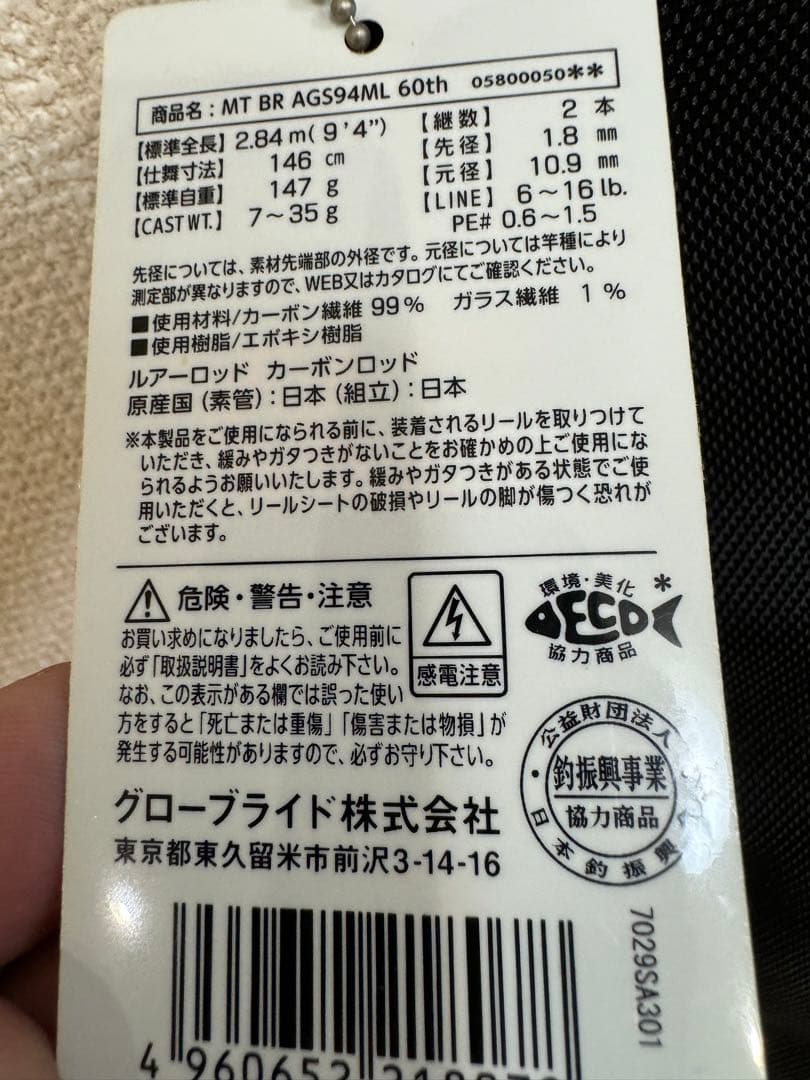 商品名：MT BR AGS94ML 60th 05800050＊＊
【標準全長】2.84m(9'4") 【継数】 2 本
【仕舞寸法】 146 cm 【先径】 1.8 mm
【標準自重】 147 g 【元径】 10.9 mm
【CAST WT.】 7～35 g 【LINE】 6～16 lb.
PE# 0.6～1.5
先径については、素材先端部の外径です。元径については竿種により
測定部が異なりますので、WEB又はカタログにてご確認ください。
■使用材料/カーボン繊維 99% ガラス繊維 1 %
■使用樹脂/エポキシ樹脂
ルアーロッド カーボンロッド
原産国（素管）：日本（組立）：日本
※本製品をご使用になられる前に、装着されるリールを取りつけて
いただき、緩みやガタつきがないことをお確かめの上ご使用にな
られるようお願いいたします。緩みやガタつきがある状態でご使
用いただくと、リールシートの破損やリールの脚が傷つく恐れが
ございます。
危険・警告・注意
お買い求めになりましたら、ご使用前に
必ず「取扱説明書」をよくお読み下さい。
なお、この表示がある欄では誤った使い
方をすると「死亡または重傷」「傷害または物損」が
発生する可能性がありますので、必ずお守り下さい。
感電注意
環境・美化
DECO
＊
協力商品
公益財団法人
釣振興事業
協力商品
日本釣振興
グローブライド株式会社
東京都東久留米市前沢3-14-16
7029SA301
4 960652